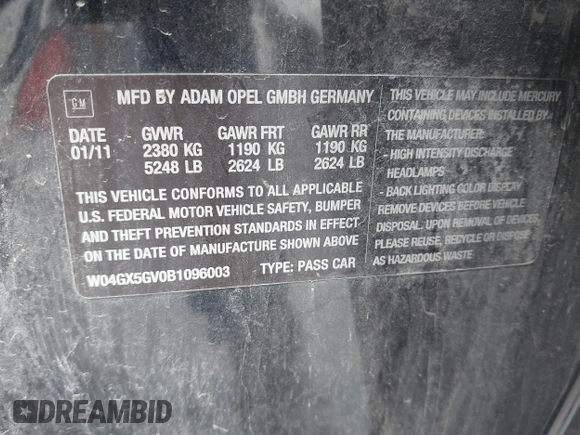 GM
MFD BY ADAM OPEL GMBH GERMANY
DATE GVWR GAWR FRT GAWR RR
01/11 2380 KG 1190 KG 1190 KG
5248 LB 2624 LB 2624 LB
THIS VEHICLE CONFORMS TO ALL APPLICABLE
U.S. FEDERAL MOTOR VEHICLE SAFETY, BUMPER
AND THEFT PREVENTION STANDARDS IN EFFECT
ON THE DATE OF MANUFACTURE SHOWN ABOVE
W04GX5GV0B1096003 TYPE: PASS CAR
THIS VEHICLE MAY INCLUDE MERCURY
CONTAINING DEVICES INSTALLED BY
THE MANUFACTURER:
- HIGH INTENSITY DISCHARGE
HEADLAMPS
- BACK LIGHTING COLOR DISPLAY
REMOVE DEVICES BEFORE VEHICLE
DISPOSAL. UPON REMOVAL OF DEVICES
PLEASE REUSE, RECYCLE OR DISPOSE
AS HAZARDOUS WASTE
DREAMBID